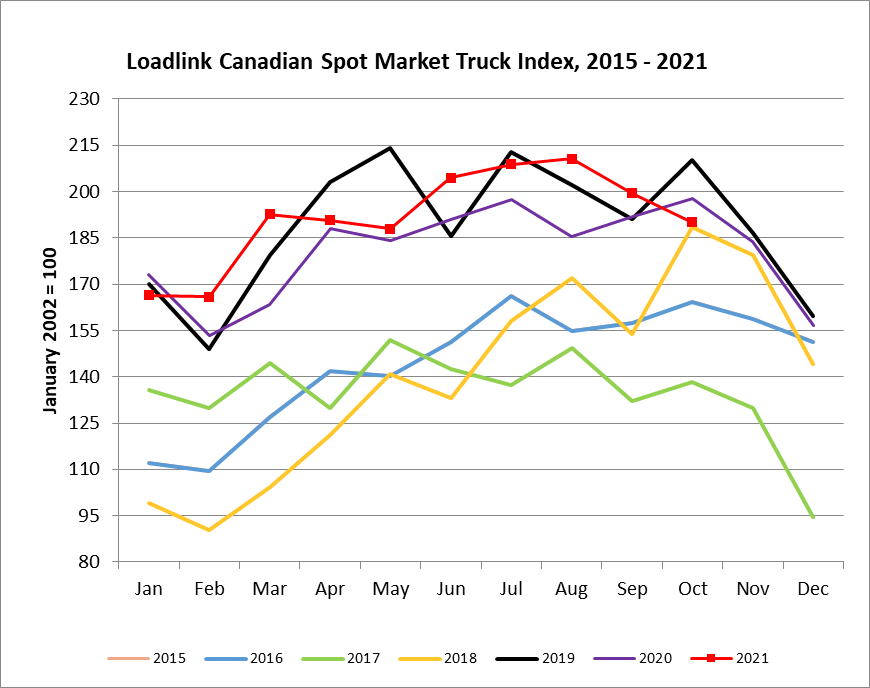 Loadlink Canadian Spot Market Truck Index, 2015 - 2021
230
215
200
185
170
155
140
125
110
95
80
January 2002 = 100
Jan Feb Mar Apr May Jun Jul Aug Sep Oct Nov Dec
2015 2016 2017 2018 2019 2020 2021